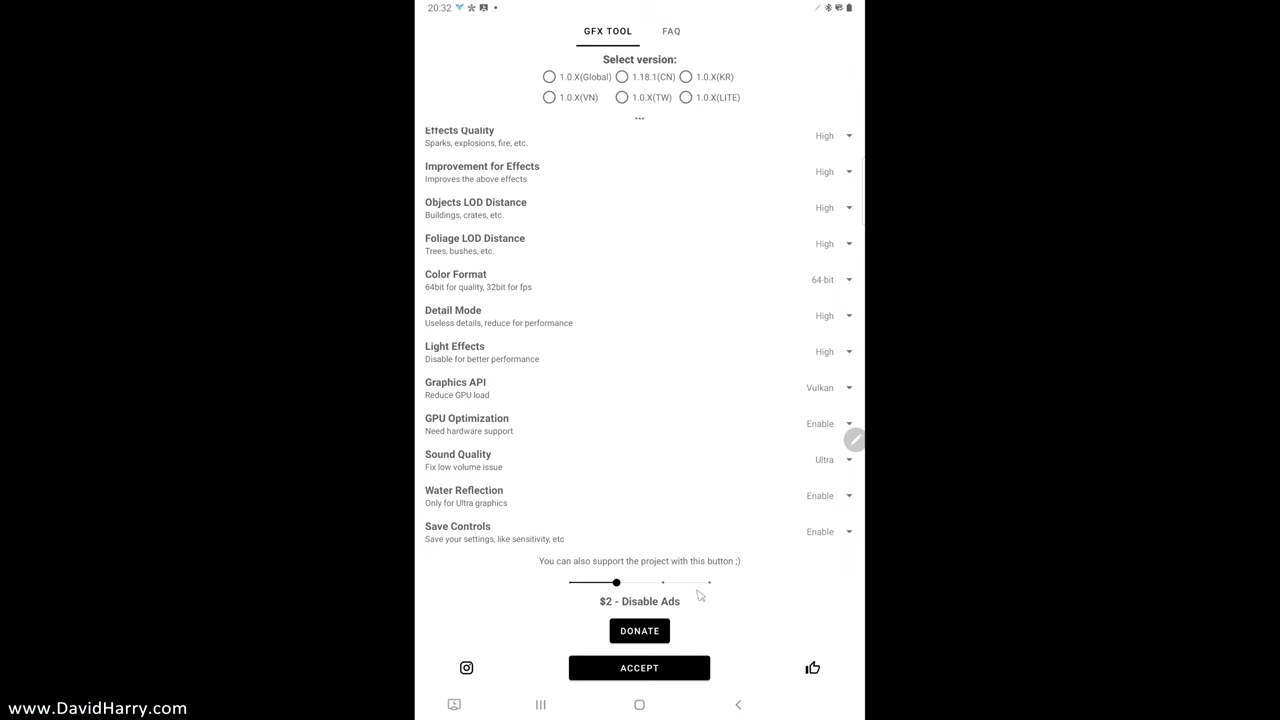 20:32
GFX TOOL FAQ
Select version:
1.0.X(Global) 1.18.1(CN) 1.0.X(KR)
1.0.X(VN) 1.0.X(TW) 1.0.X(LITE)
...
Effects Quality High
Sparks, explosions, fire, etc.
Improvement for Effects High
Improves the above effects
Objects LOD Distance High
Buildings, crates, etc.
Foliage LOD Distance High
Trees, bushes, etc.
Color Format 64-bit
64bit for quality, 32bit for fps
Detail Mode High
Useless details, reduce for performance
Light Effects High
Disable for better performance
Graphics API Vulkan
Reduce GPU load
GPU Optimization Enable
Need hardware support
Sound Quality Ultra
Fix low volume issue
Water Reflection Enable
Only for Ultra graphics
Save Controls Enable
Save your settings, like sensitivity, etc
You can also support the project with this button ;)
$2 - Disable Ads
DONATE
ACCEPT
www.DavidHarry.com